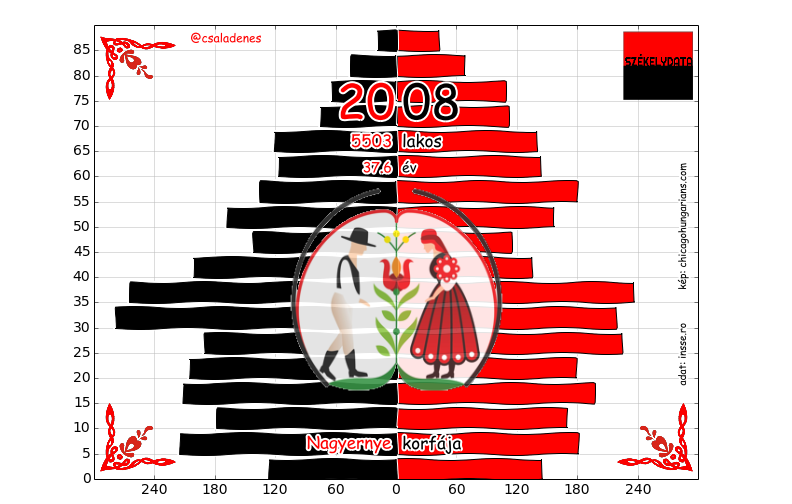 @csaladenes
SZÉKELYDATA
2008
5503 lakos
37.6 év
kép: chicagohungarians.com
adat: insse.ro
Nagyernye korfája
85
80
75
70
65
60
55
50
45
40
35
30
25
20
15
10
5
0
240 180 120 60 0 60 120 180 240